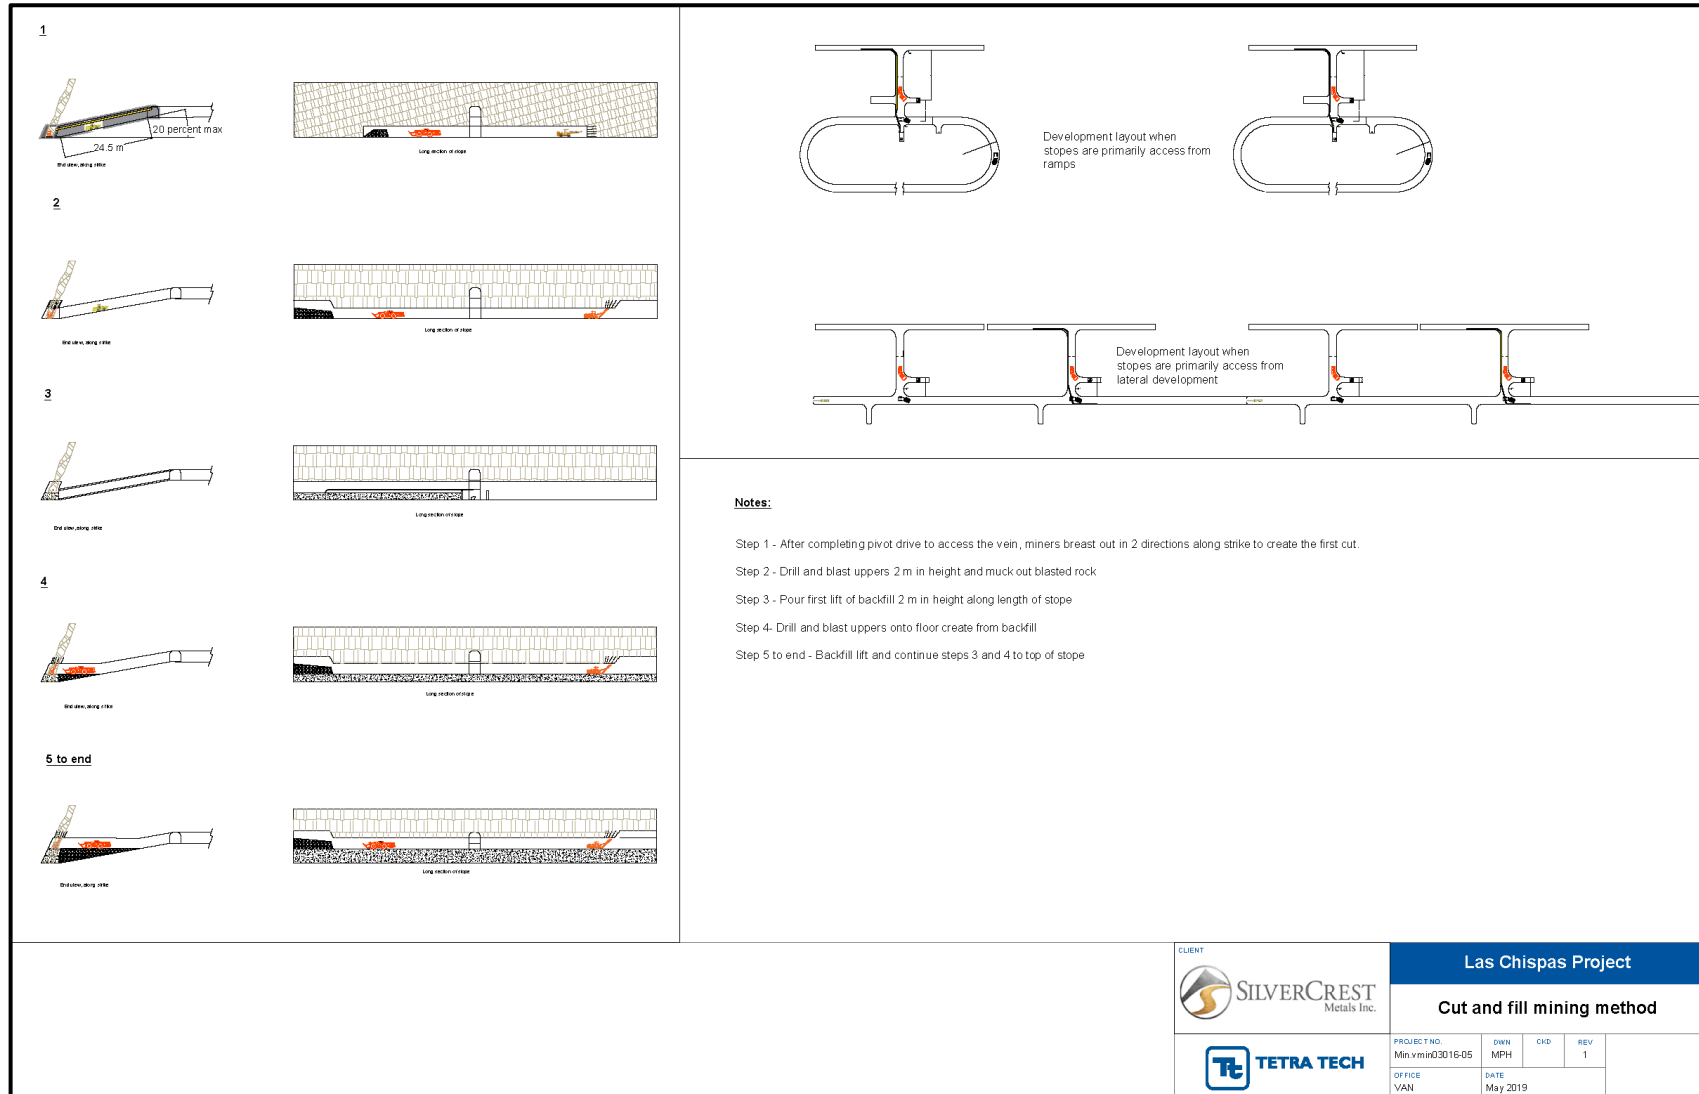 1
20 percent max
24.5 m
End view, along strike
Long section of stope
2
End view, along strike
Long section of stope
3
End view, along strike
Long section of stope
4
End view, along strike
Long section of stope
5 to end
End view, along strike
Long section of stope
Development layout when
stopes are primarily access from
ramps
Development layout when
stopes are primarily access from
lateral development
Notes:
Step 1 - After completing pivot drive to access the vein, miners breast out in 2 directions along strike to create the first cut.
Step 2 - Drill and blast uppers 2 m in height and muck out blasted rock
Step 3 - Pour first lift of backfill 2 m in height along length of stope
Step 4- Drill and blast uppers onto floor create from backfill
Step 5 to end - Backfill lift and continue steps 3 and 4 to top of stope
CLIENT
SILVERCREST
Metals Inc.
Las Chispas Project
Cut and fill mining method
Tt TETRA TECH
PROJECT NO.
Min.vmin03016-05
DWN
MPH
CKD
REV
1
OFFICE
VAN
DATE
May 2019